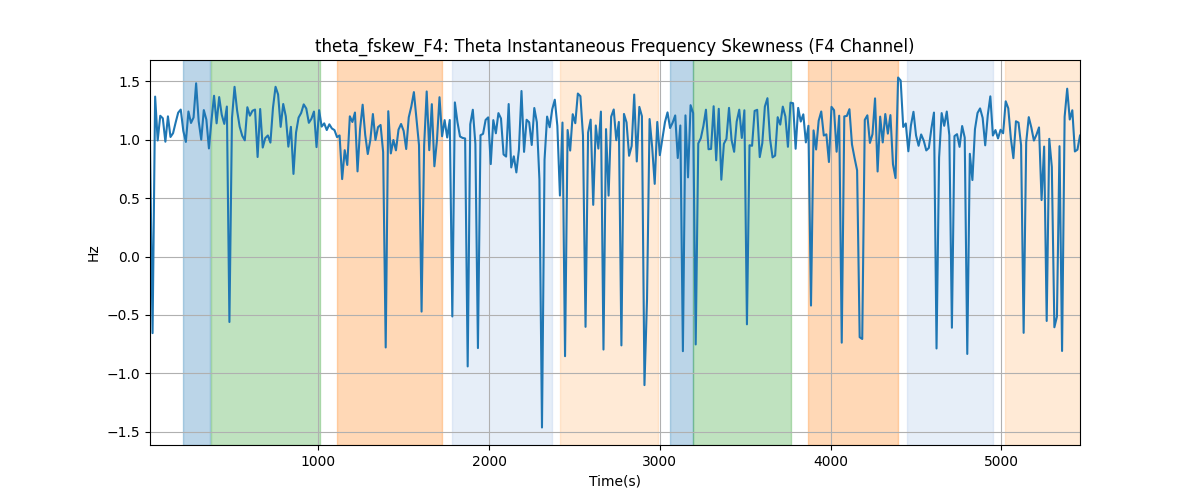 theta_fskew_F4: Theta Instantaneous Frequency Skewness (F4 Channel)
1.5
1.0
0.5
0.0
−0.5
−1.0
−1.5
Hz
1000 2000 3000 4000 5000
Time(s)